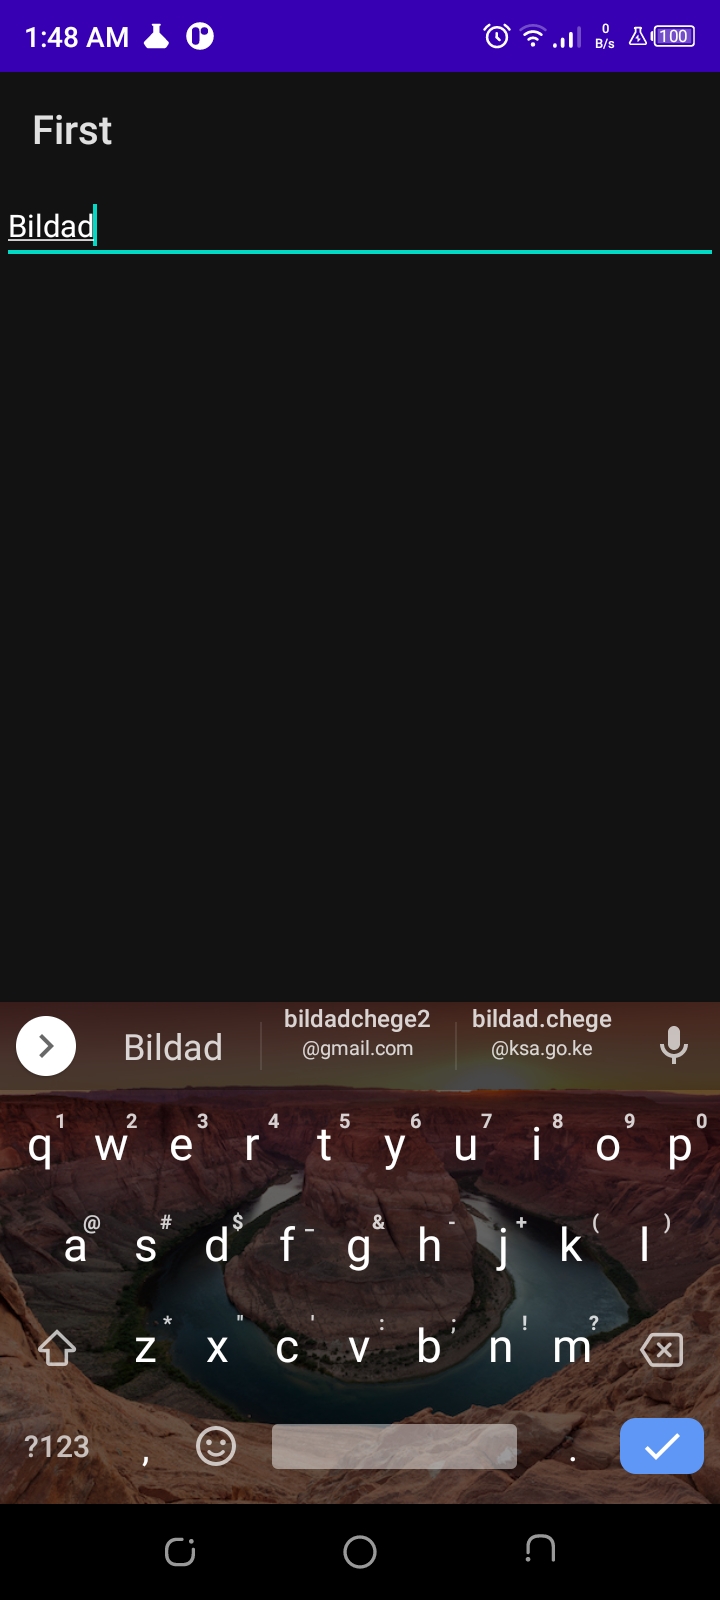 1:48 AM
0
B/s
100
First
Bildad
Bildad
bildadchege2
@gmail.com
bildad.chege
@ksa.go.ke
1 2 3 4 5 6 7 8 9 0
q w e r t y u i o p
@ # $ _ & - + ( )
a s d f g h j k l
* " ' : ; ! ?
z x c v b n m
?123 , .